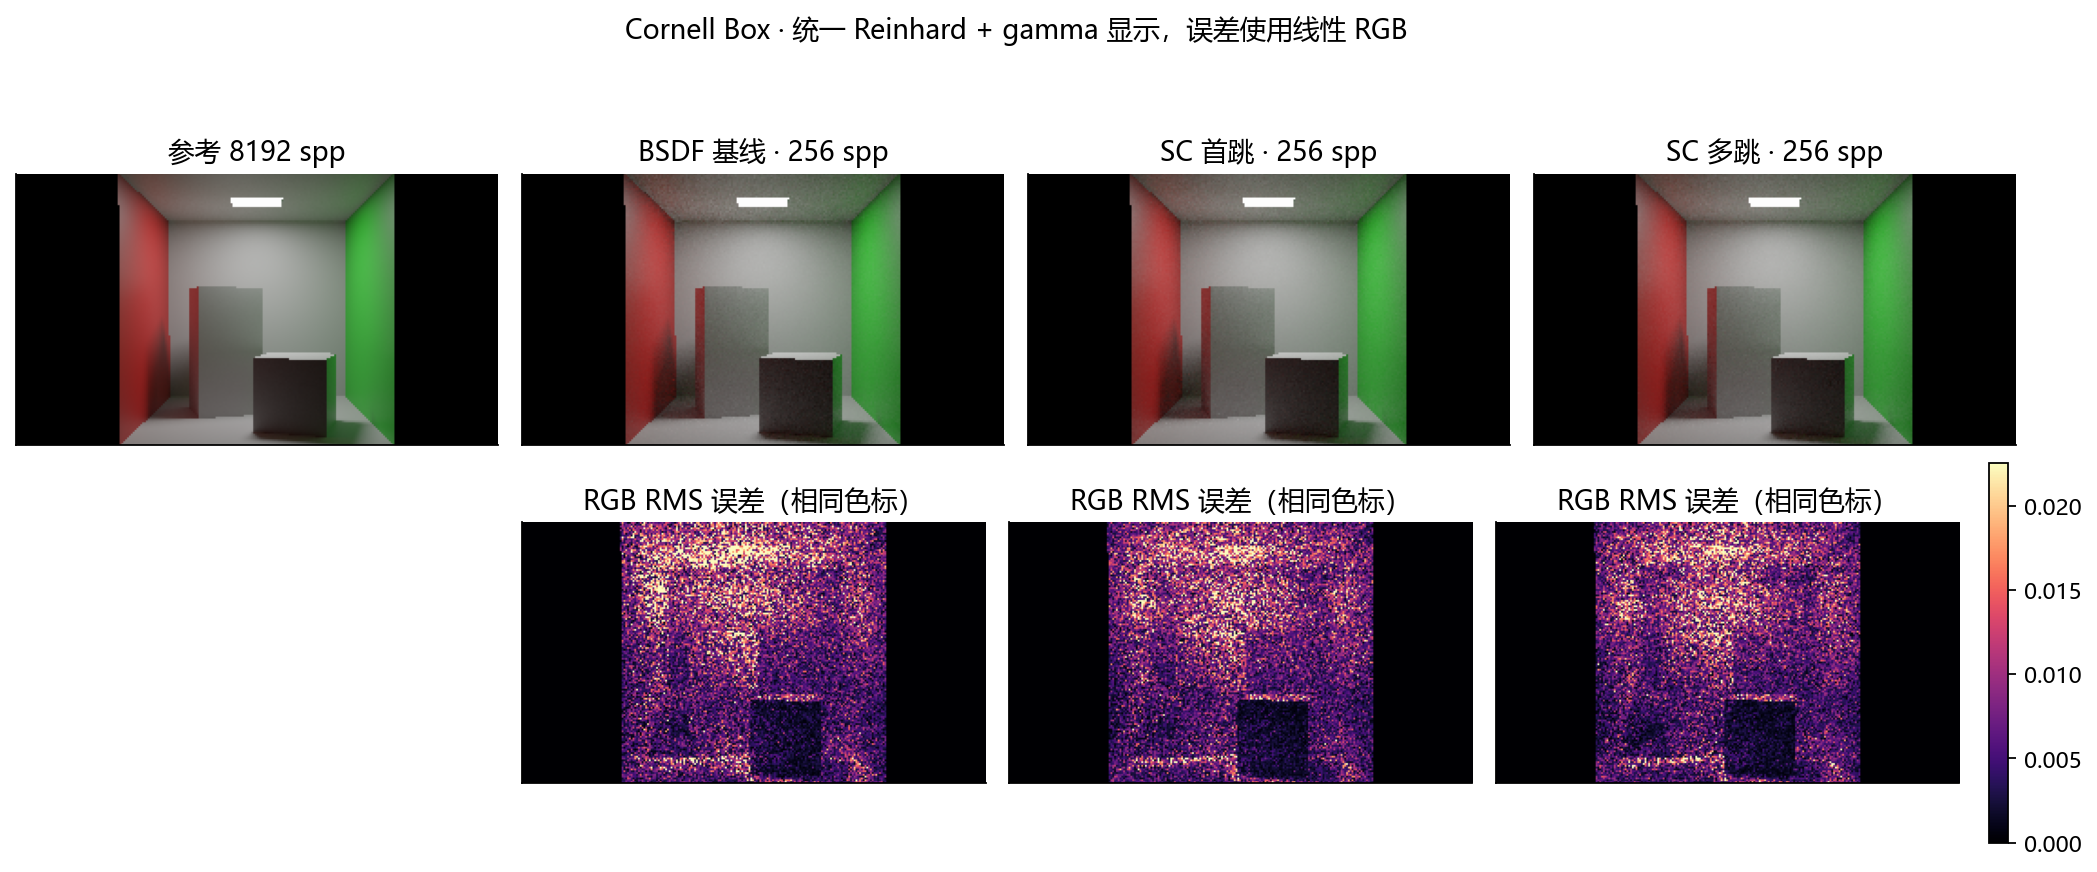 Cornell Box · 统一 Reinhard + gamma 显示，误差使用线性 RGB
参考 8192 spp
BSDF 基线 · 256 spp
SC 首跳 · 256 spp
SC 多跳 · 256 spp
RGB RMS 误差（相同色标）
RGB RMS 误差（相同色标）
RGB RMS 误差（相同色标）
0.020
0.015
0.010
0.005
0.000